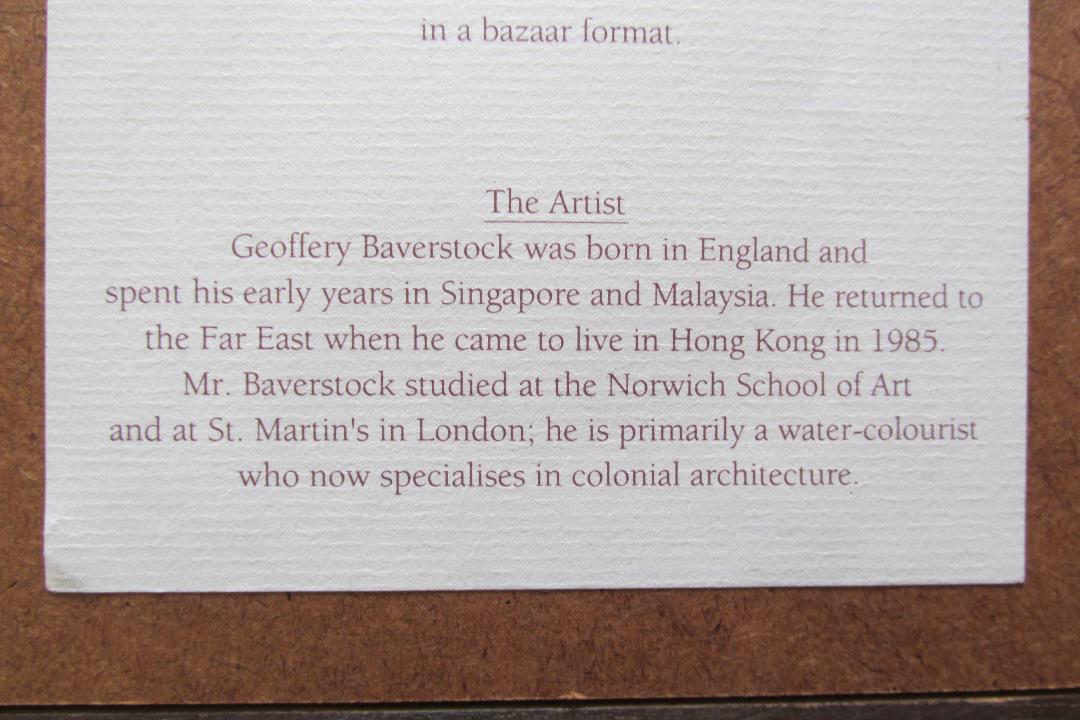 in a bazaar format.
The Artist
Geoffery Baverstock was born in England and
spent his early years in Singapore and Malaysia. He returned to
the Far East when he came to live in Hong Kong in 1985.
Mr. Baverstock studied at the Norwich School of Art
and at St. Martin's in London; he is primarily a water-colourist
who now specialises in colonial architecture.